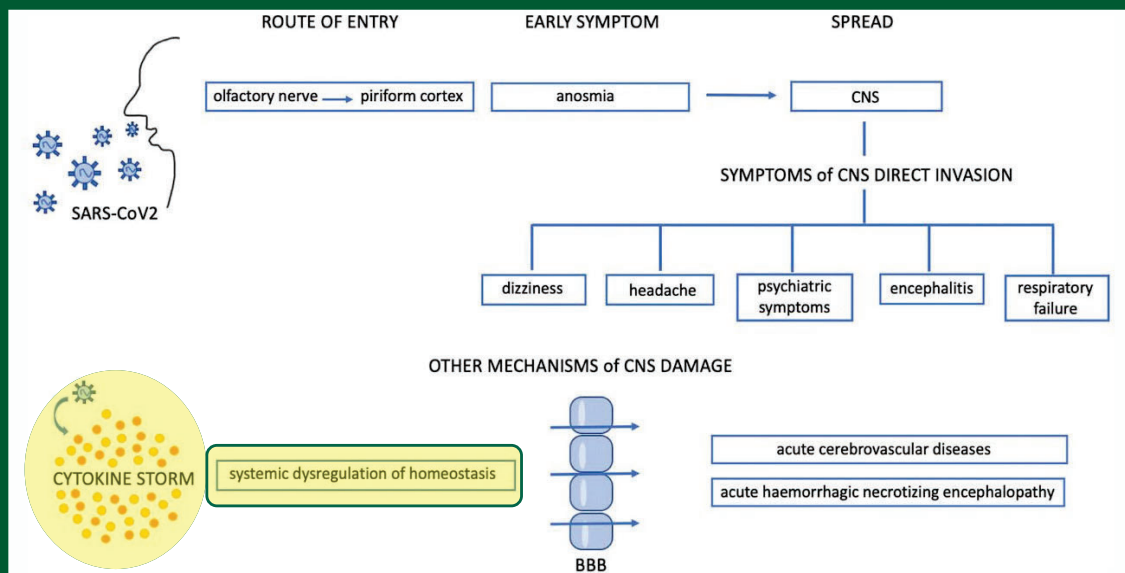 ROUTE OF ENTRY
EARLY SYMPTOM
SPREAD
olfactory nerve → piriform cortex
anosmia
CNS
SARS-CoV2
SYMPTOMS of CNS DIRECT INVASION
dizziness
headache
psychiatric
symptoms
encephalitis
respiratory
failure
OTHER MECHANISMS of CNS DAMAGE
CYTOKINE STORM
systemic dysregulation of homeostasis
BBB
acute cerebrovascular diseases
acute haemorrhagic necrotizing encephalopathy